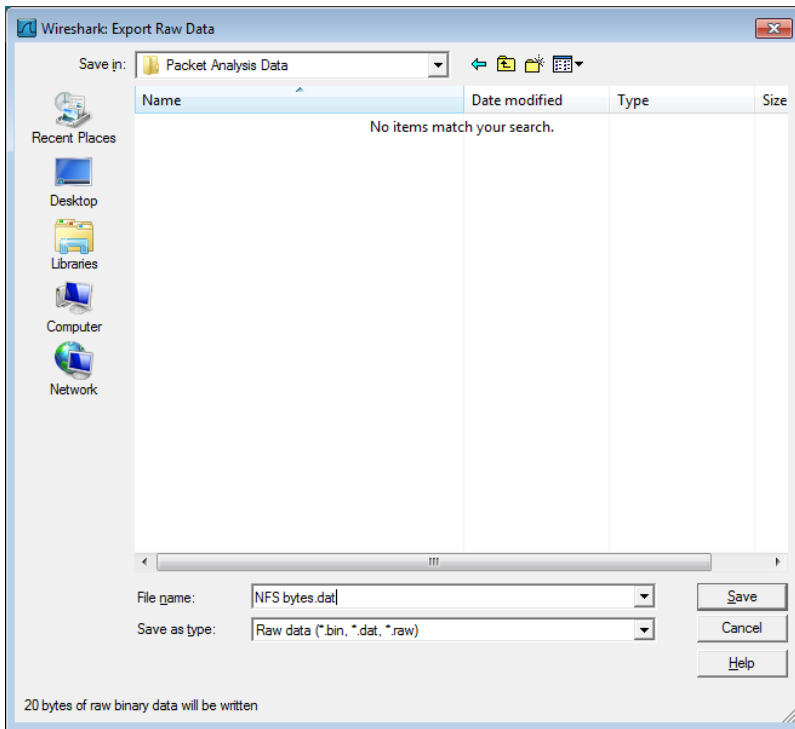 Wireshark: Export Raw Data
Save in: Packet Analysis Data
Name Date modified Type Size
No items match your search.
Recent Places
Desktop
Libraries
Computer
Network
File name: NFS bytes.dat Save
Save as type: Raw data (*.bin, *.dat, *.raw) Cancel
Help
20 bytes of raw binary data will be written